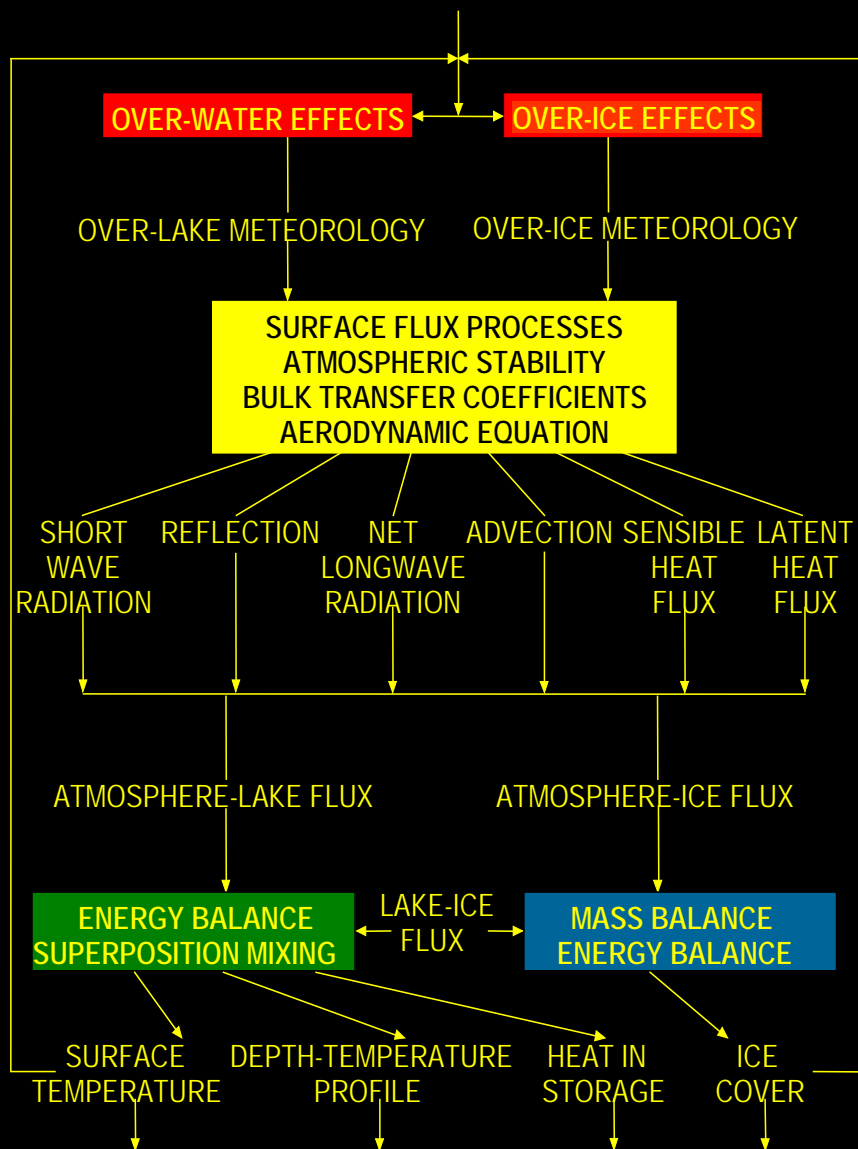 OVER-WATER EFFECTS
OVER-ICE EFFECTS
OVER-LAKE METEOROLOGY
OVER-ICE METEOROLOGY
SURFACE FLUX PROCESSES
ATMOSPHERIC STABILITY
BULK TRANSFER COEFFICIENTS
AERODYNAMIC EQUATION
SHORT
WAVE
RADIATION
REFLECTION
NET
LONGWAVE
RADIATION
ADVECTION
SENSIBLE
HEAT
FLUX
LATENT
HEAT
FLUX
ATMOSPHERE-LAKE FLUX
ATMOSPHERE-ICE FLUX
ENERGY BALANCE
SUPERPOSITION MIXING
LAKE-ICE
FLUX
MASS BALANCE
ENERGY BALANCE
SURFACE
TEMPERATURE
DEPTH-TEMPERATURE
PROFILE
HEAT IN
STORAGE
ICE
COVER